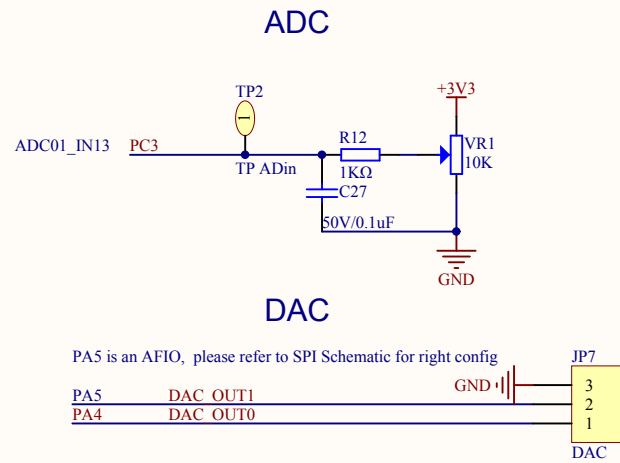 ADC
TP2
1
+3V3
ADC01_IN13
PC3
TP ADin
R12
1KΩ
C27
50V/0.1uF
VR1
10K
GND
DAC
PA5 is an AFIO, please refer to SPI Schematic for right config
JP7
GND
3
PA5
DAC_OUT1
2
PA4
DAC_OUT0
1
DAC